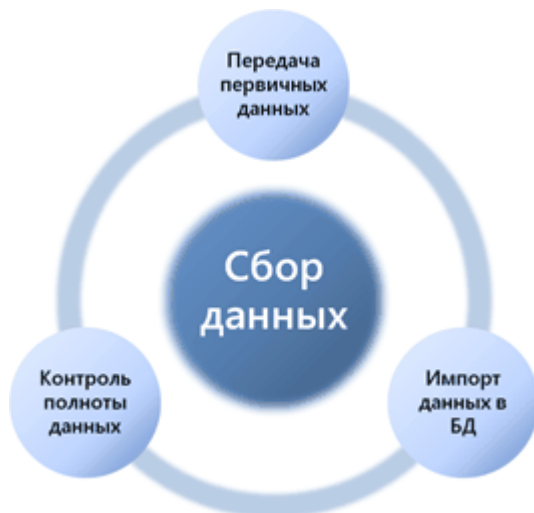 Передача
первичных
данных
Сбор
данных
Контроль
полноты
данных
Импорт
данных в
БД